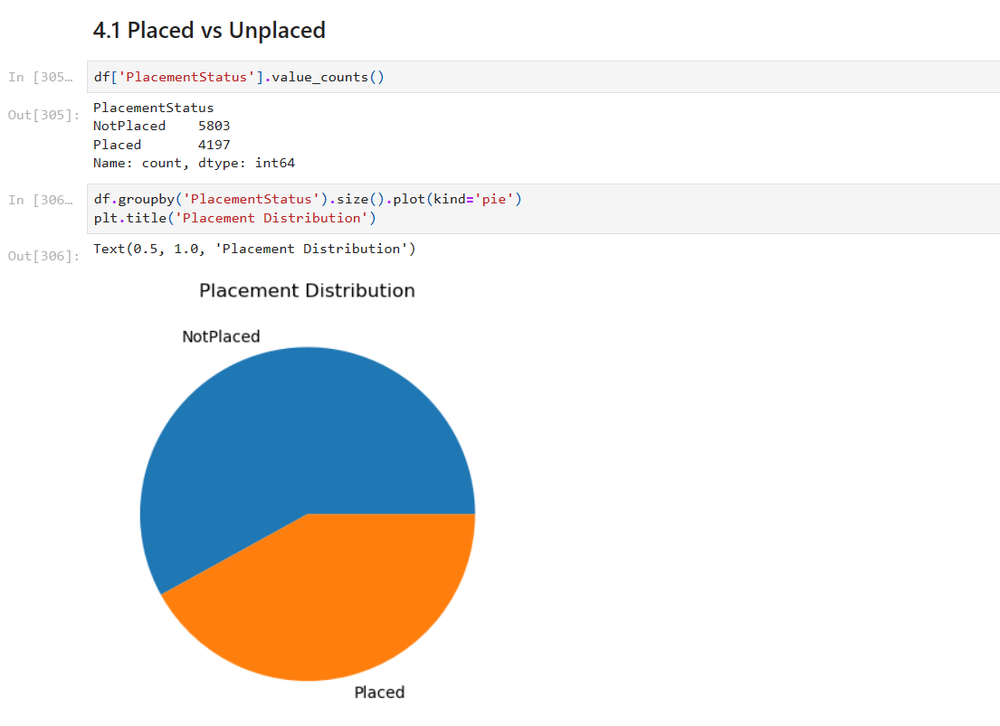 4.1 Placed vs Unplaced
In [305…
df['PlacementStatus'].value_counts()
Out[305]:
PlacementStatus
NotPlaced    5803
Placed       4197
Name: count, dtype: int64
In [306…
df.groupby('PlacementStatus').size().plot(kind='pie')
plt.title('Placement Distribution')
Out[306]:
Text(0.5, 1.0, 'Placement Distribution')
Placement Distribution
NotPlaced
Placed